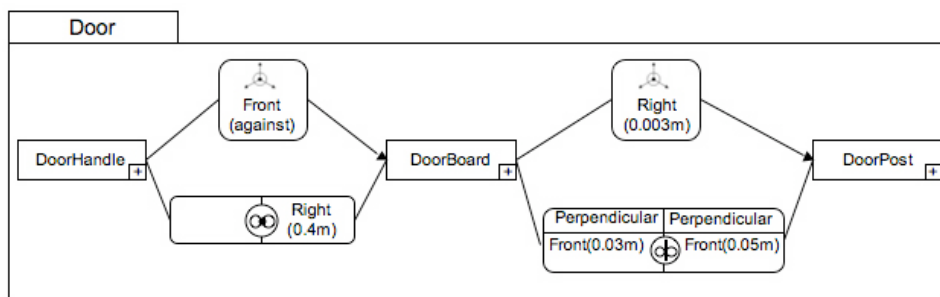 Door
Front
(against)
Right
(0.003m)
DoorHandle
+
DoorBoard
+
DoorPost
+
Right
(0.4m)
Perpendicular Perpendicular
Front(0.03m) Front(0.05m)